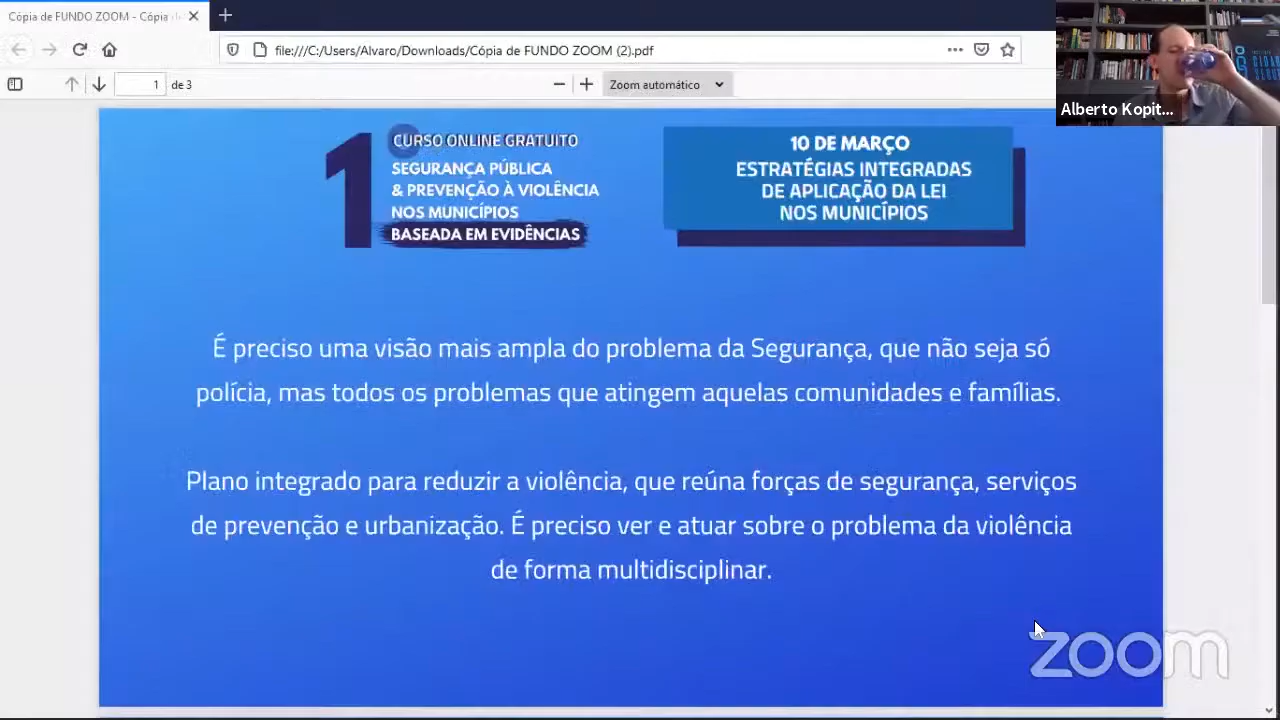 Cópia de FUNDO ZOOM - Cópia
file:///C:/Users/Alvaro/Downloads/Cópia de FUNDO ZOOM (2).pdf
1 de 3
Zoom automático
Alberto Kopit...
1
CURSO ONLINE GRATUITO
SEGURANÇA PÚBLICA
& PREVENÇÃO À VIOLÊNCIA
NOS MUNICÍPIOS
BASEADA EM EVIDÊNCIAS
10 DE MARÇO
ESTRATÉGIAS INTEGRADAS
DE APLICAÇÃO DA LEI
NOS MUNICÍPIOS
É preciso uma visão mais ampla do problema da Segurança, que não seja só
polícia, mas todos os problemas que atingem aquelas comunidades e famílias.
Plano integrado para reduzir a violência, que reúna forças de segurança, serviços
de prevenção e urbanização. É preciso ver e atuar sobre o problema da violência
de forma multidisciplinar.
zoom